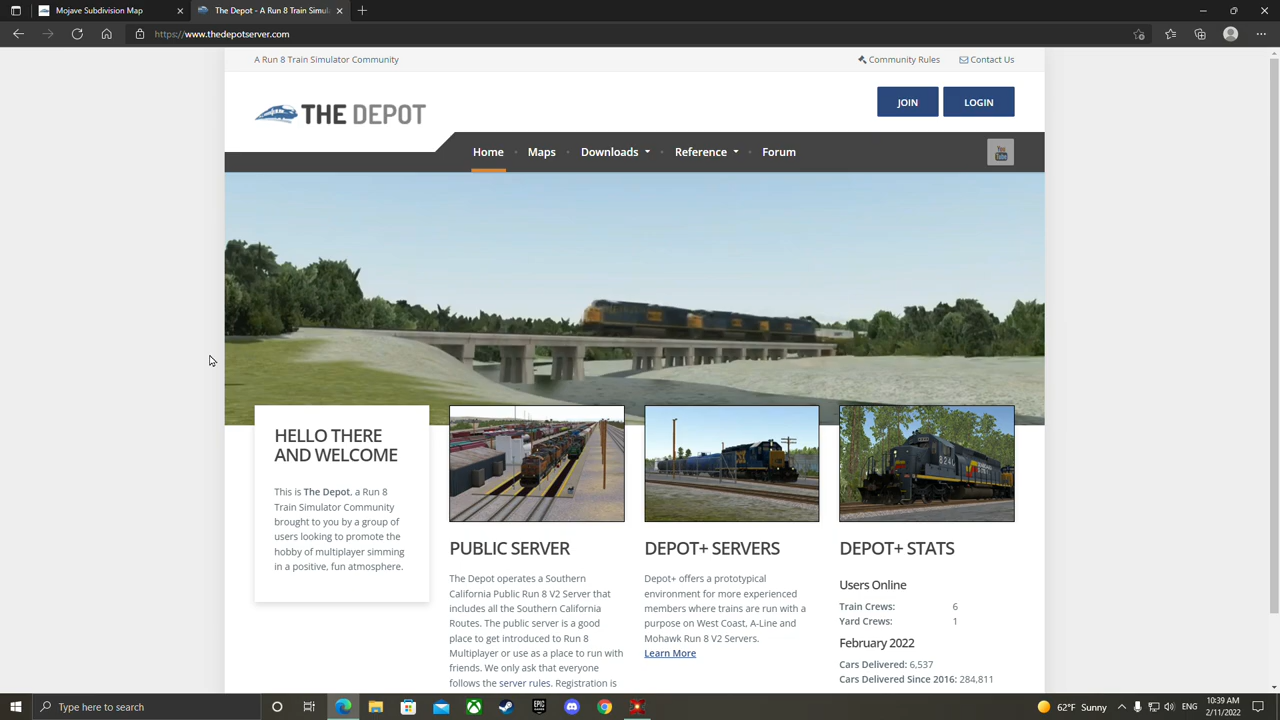 Mojave Subdivision Map
The Depot - A Run 8 Train Simul
https://www.thedepotserver.com
A Run 8 Train Simulator Community
Community Rules
Contact Us
THE DEPOT
JOIN
LOGIN
Home
Maps
Downloads
Reference
Forum
You
HELLO THERE
AND WELCOME
This is The Depot, a Run 8
Train Simulator Community
brought to you by a group of
users looking to promote the
hobby of multiplayer simming
in a positive, fun atmosphere.
PUBLIC SERVER
The Depot operates a Southern
California Public Run 8 V2 Server that
includes all the Southern California
Routes. The public server is a good
place to get introduced to Run 8
Multiplayer or use as a place to run with
friends. We only ask that everyone
follows the server rules. Registration is
DEPOT+ SERVERS
Depot+ offers a prototypical
environment for more experienced
members where trains are run with a
purpose on West Coast, A-Line and
Mohawk Run 8 V2 Servers.
Learn More
DEPOT+ STATS
Users Online
Train Crews: 6
Yard Crews: 1
February 2022
Cars Delivered: 6,537
Cars Delivered Since 2016: 284,811
Type here to search
EPIC
62°F Sunny
ENG
10:39 AM
2/11/2022